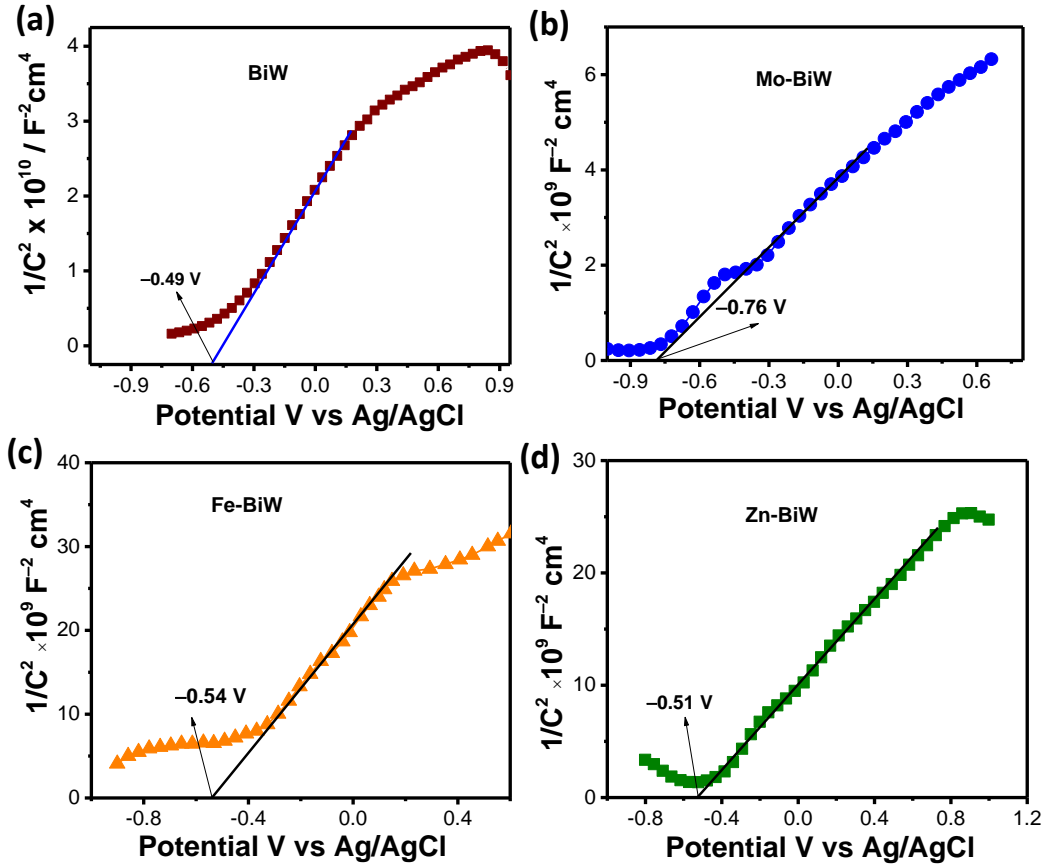 (a)
BiW
–0.49 V
1/C² x 10¹⁰ / F⁻²cm⁴
4
3
2
1
0
-0.9 -0.6 -0.3 0.0 0.3 0.6 0.9
Potential V vs Ag/AgCl
(b)
Mo-BiW
–0.76 V
1/C² ×10⁹ F⁻² cm⁴
6
4
2
0
-0.9 -0.6 -0.3 0.0 0.3 0.6
Potential V vs Ag/AgCl
(c)
Fe-BiW
–0.54 V
1/C² ×10⁹ F⁻² cm⁴
40
30
20
10
0
-0.8 -0.4 0.0 0.4
Potential V vs Ag/AgCl
(d)
Zn-BiW
–0.51 V
1/C² ×10⁹ F⁻² cm⁴
30
20
10
0
-0.8 -0.4 0.0 0.4 0.8 1.2
Potential V vs Ag/AgCl